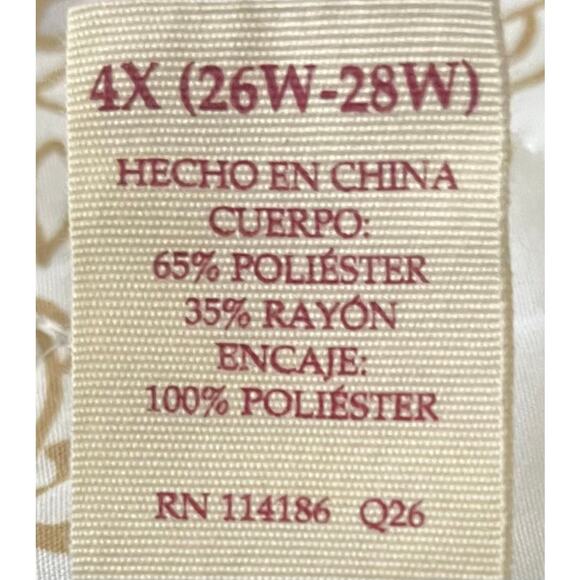 4X (26W-28W)
HECHO EN CHINA
CUERPO:
65% POLIÉSTER
35% RAYÓN
ENCAJE:
100% POLIÉSTER
RN 114186 Q26